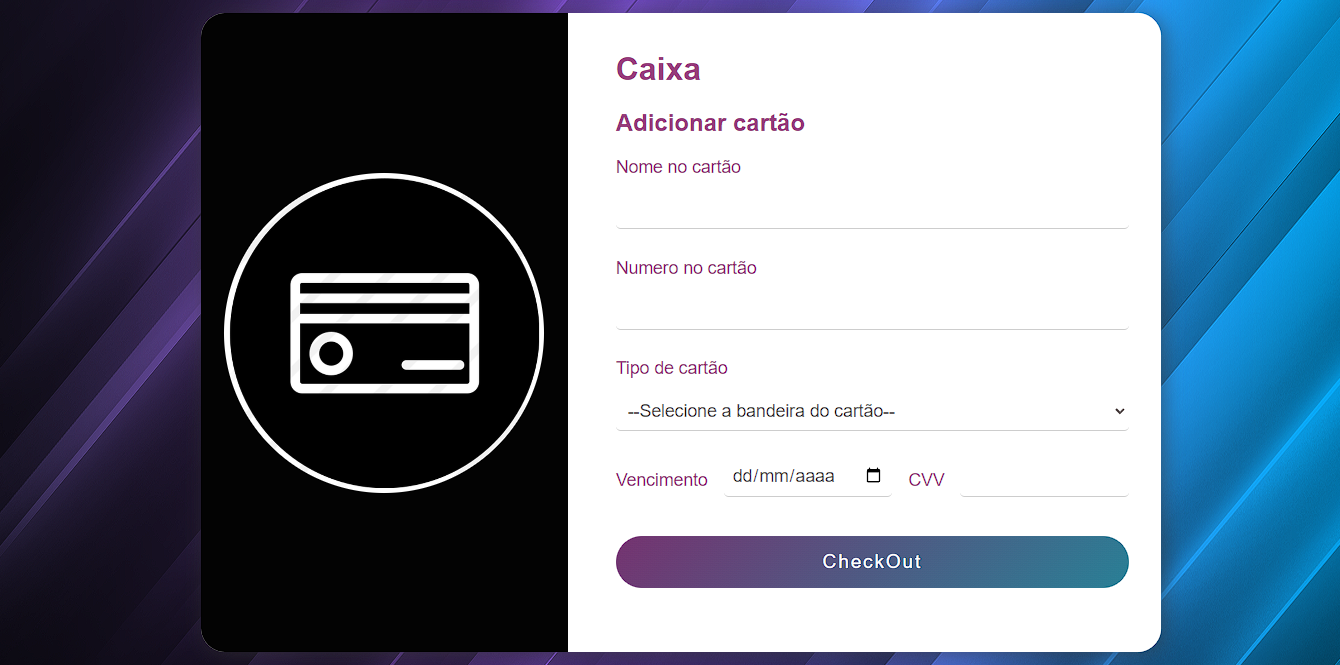 Caixa
Adicionar cartão
Nome no cartão
Numero no cartão
Tipo de cartão
--Selecione a bandeira do cartão--
Vencimento dd/mm/aaaa CVV
CheckOut